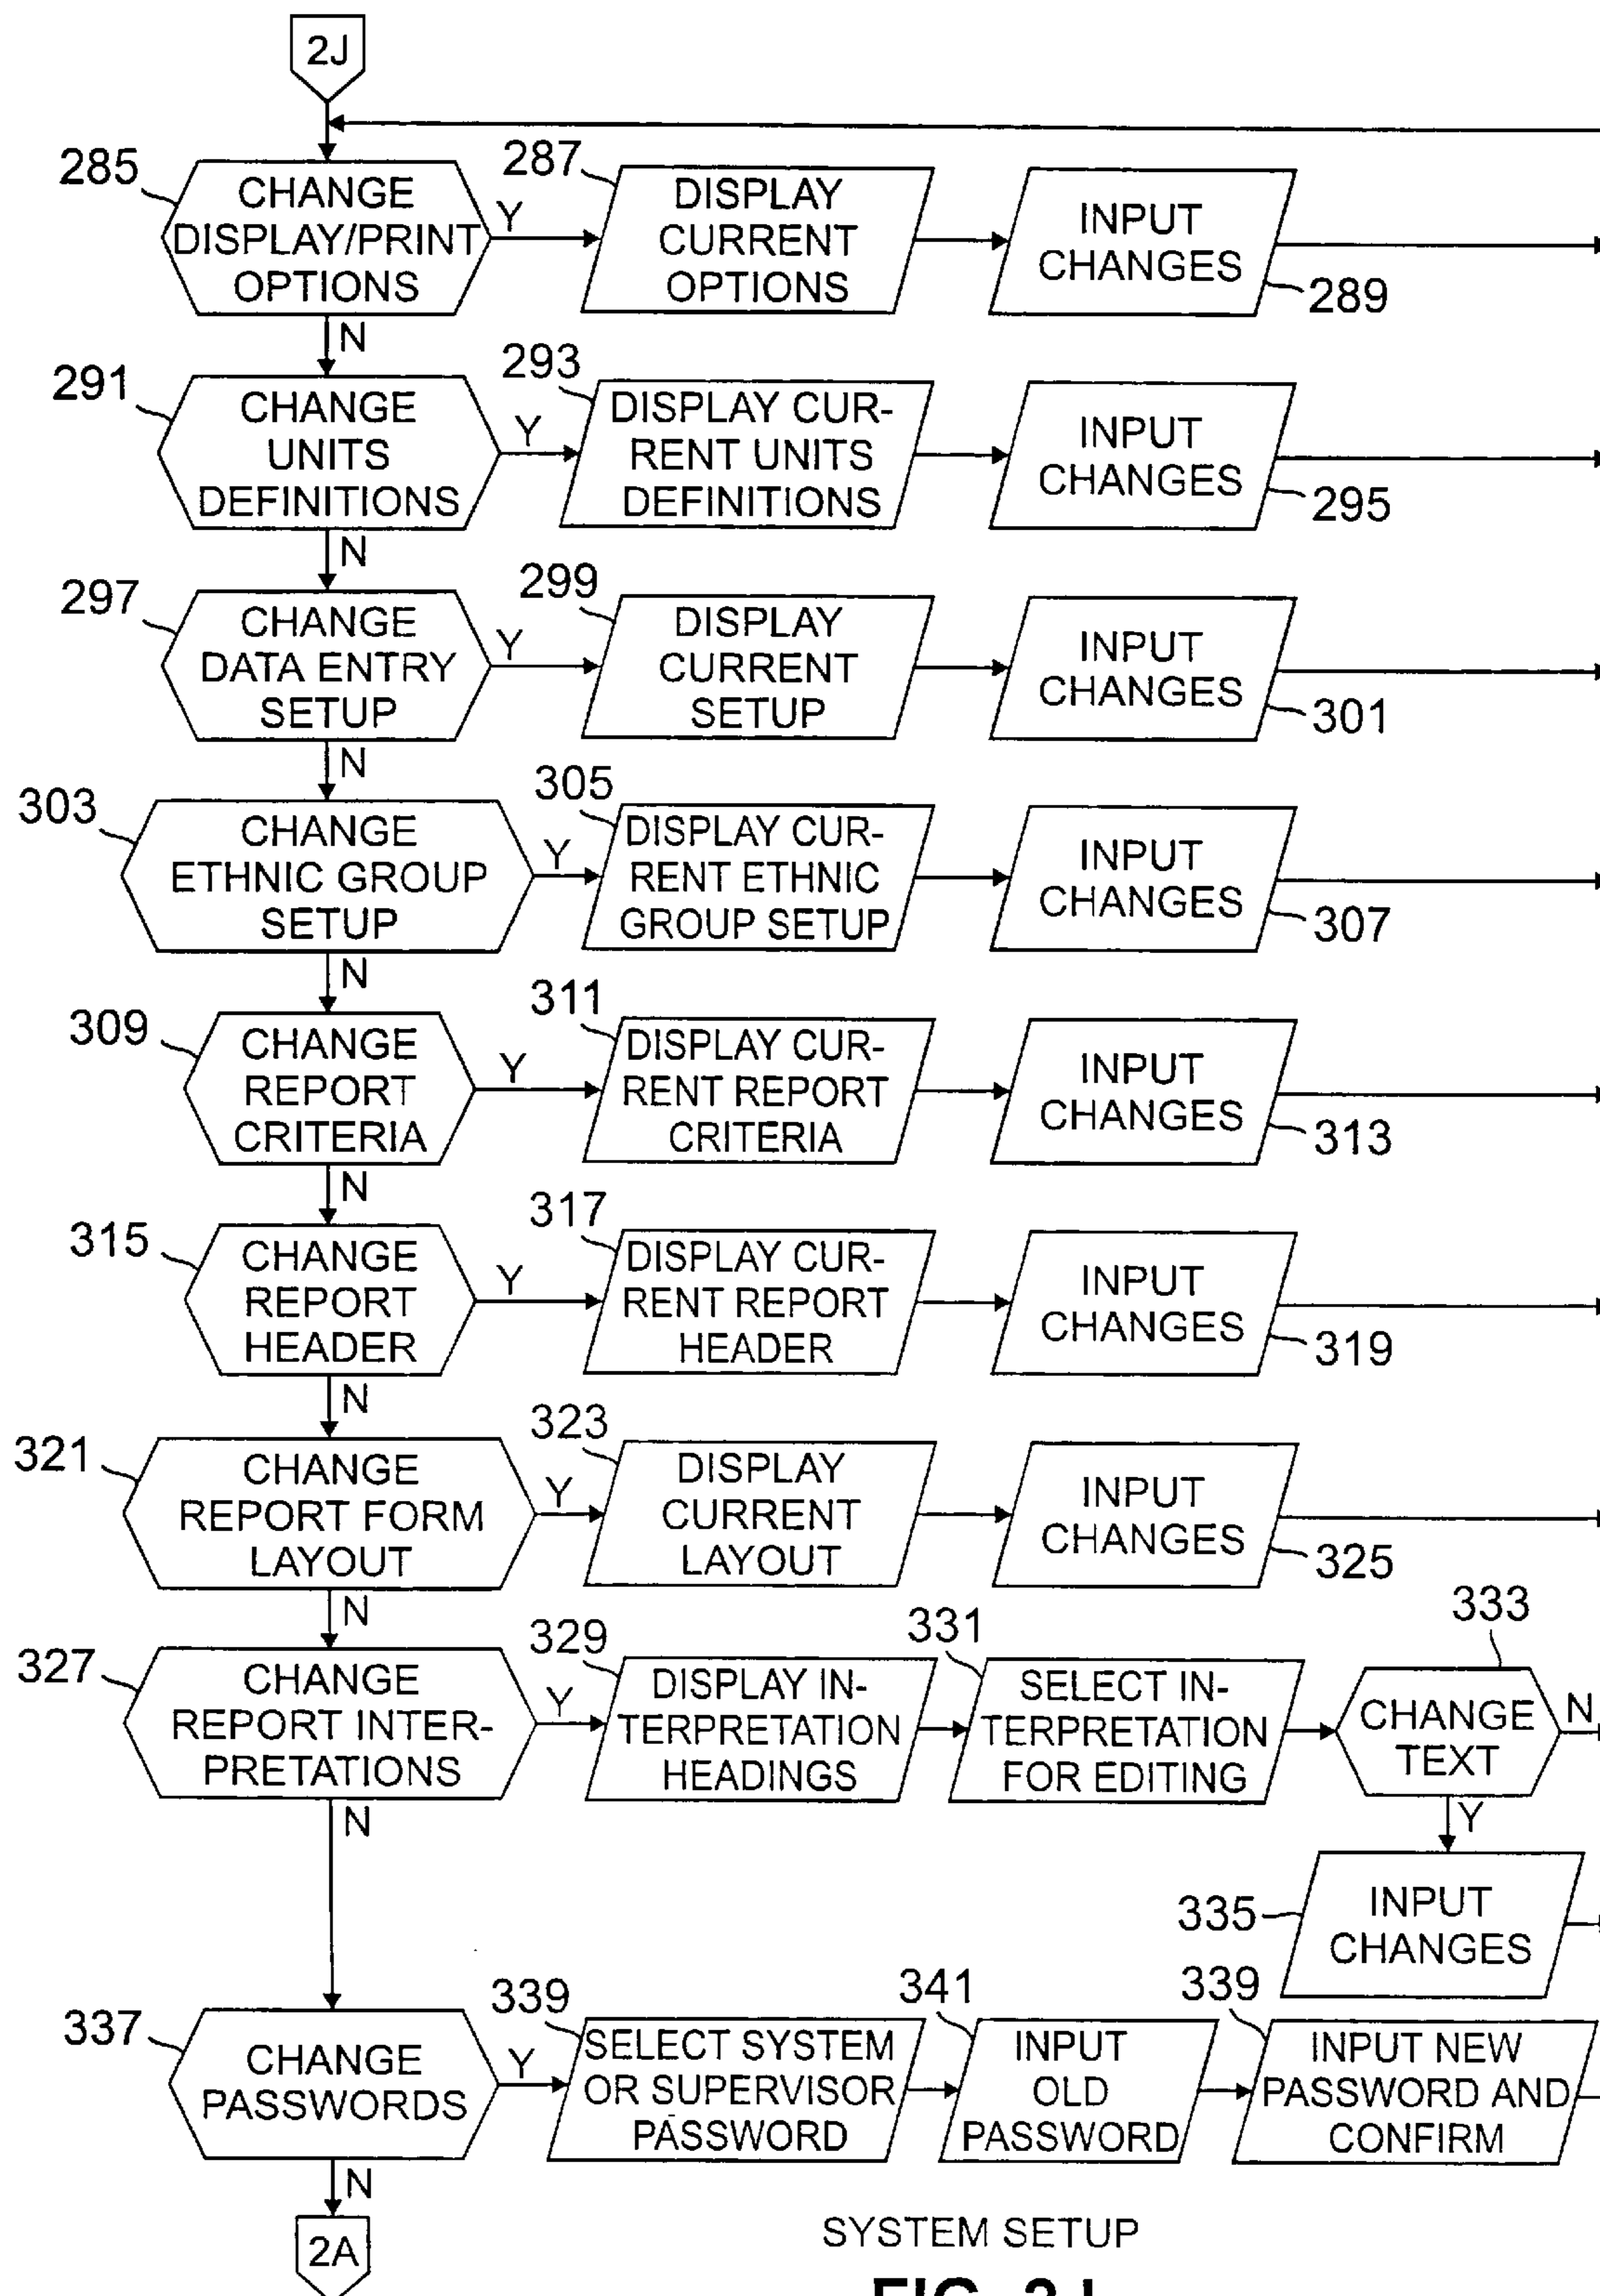 2J
285
CHANGE
DISPLAY/PRINT
OPTIONS
Y
287
DISPLAY
CURRENT
OPTIONS
INPUT
CHANGES
289
N
291
CHANGE
UNITS
DEFINITIONS
Y
293
DISPLAY CUR-
RENT UNITS
DEFINITIONS
INPUT
CHANGES
295
N
297
CHANGE
DATA ENTRY
SETUP
Y
299
DISPLAY
CURRENT
SETUP
INPUT
CHANGES
301
N
303
CHANGE
ETHNIC GROUP
SETUP
Y
305
DISPLAY CUR-
RENT ETHNIC
GROUP SETUP
INPUT
CHANGES
307
N
309
CHANGE
REPORT
CRITERIA
Y
311
DISPLAY CUR-
RENT REPORT
CRITERIA
INPUT
CHANGES
313
N
315
CHANGE
REPORT
HEADER
Y
317
DISPLAY CUR-
RENT REPORT
HEADER
INPUT
CHANGES
319
N
321
CHANGE
REPORT FORM
LAYOUT
Y
323
DISPLAY
CURRENT
LAYOUT
INPUT
CHANGES
325
N
327
CHANGE
REPORT INTER-
PRETATIONS
Y
329
DISPLAY IN-
TERPRETATION
HEADINGS
331
SELECT IN-
TERPRETATION
FOR EDITING
333
CHANGE
TEXT
N
Y
335
INPUT
CHANGES
N
337
CHANGE
PASSWORDS
Y
339
SELECT SYSTEM
OR SUPERVISOR
PASSWORD
341
INPUT
OLD
PASSWORD
339
INPUT NEW
PASSWORD AND
CONFIRM
N
2A
SYSTEM SETUP
FIG.